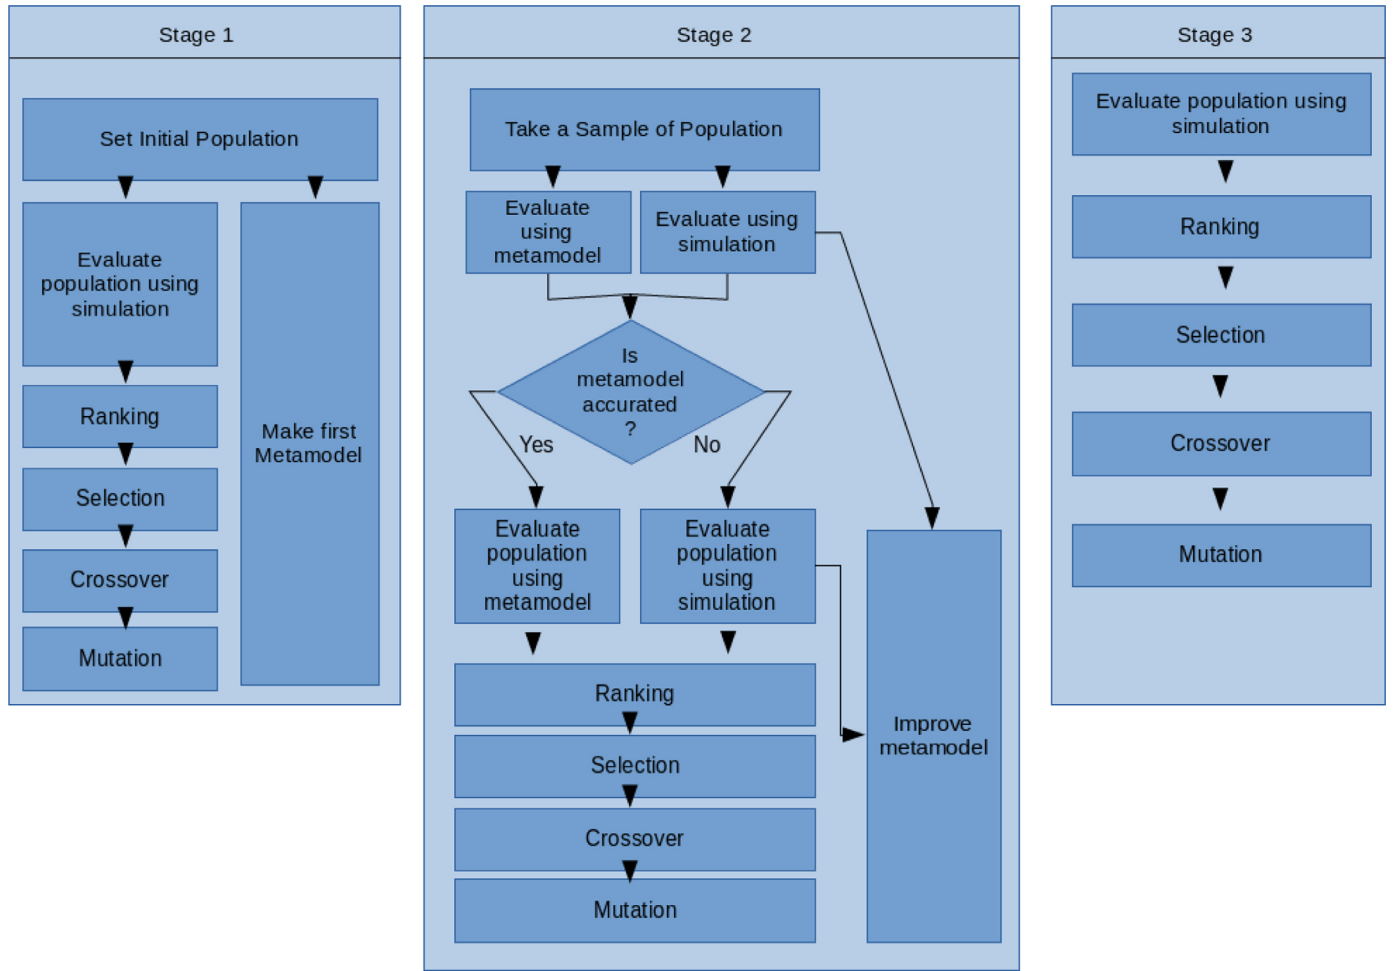 Stage 1
Set Initial Population
Evaluate
population using
simulation
Ranking
Selection
Crossover
Mutation
Make first
Metamodel
Stage 2
Take a Sample of Population
Evaluate
using
metamodel
Evaluate using
simulation
Is
metamodel
accurated
?
Yes
No
Evaluate
population
using
metamodel
Evaluate
population
using
simulation
Ranking
Selection
Crossover
Mutation
Improve
metamodel
Stage 3
Evaluate population using
simulation
Ranking
Selection
Crossover
Mutation